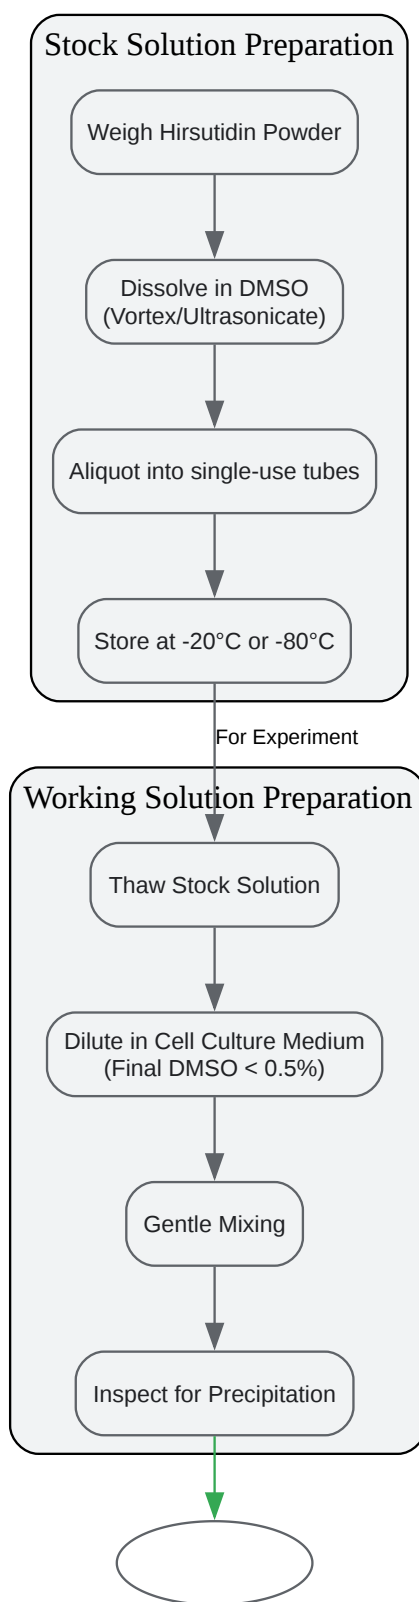 Stock Solution Preparation
Weigh Hirsutidin Powder
Dissolve in DMSO
(Vortex/Ultrasonicate)
Aliquot into single-use tubes
Store at -20°C or -80°C
For Experiment
Working Solution Preparation
Thaw Stock Solution
Dilute in Cell Culture Medium
(Final DMSO < 0.5%)
Gentle Mixing
Inspect for Precipitation